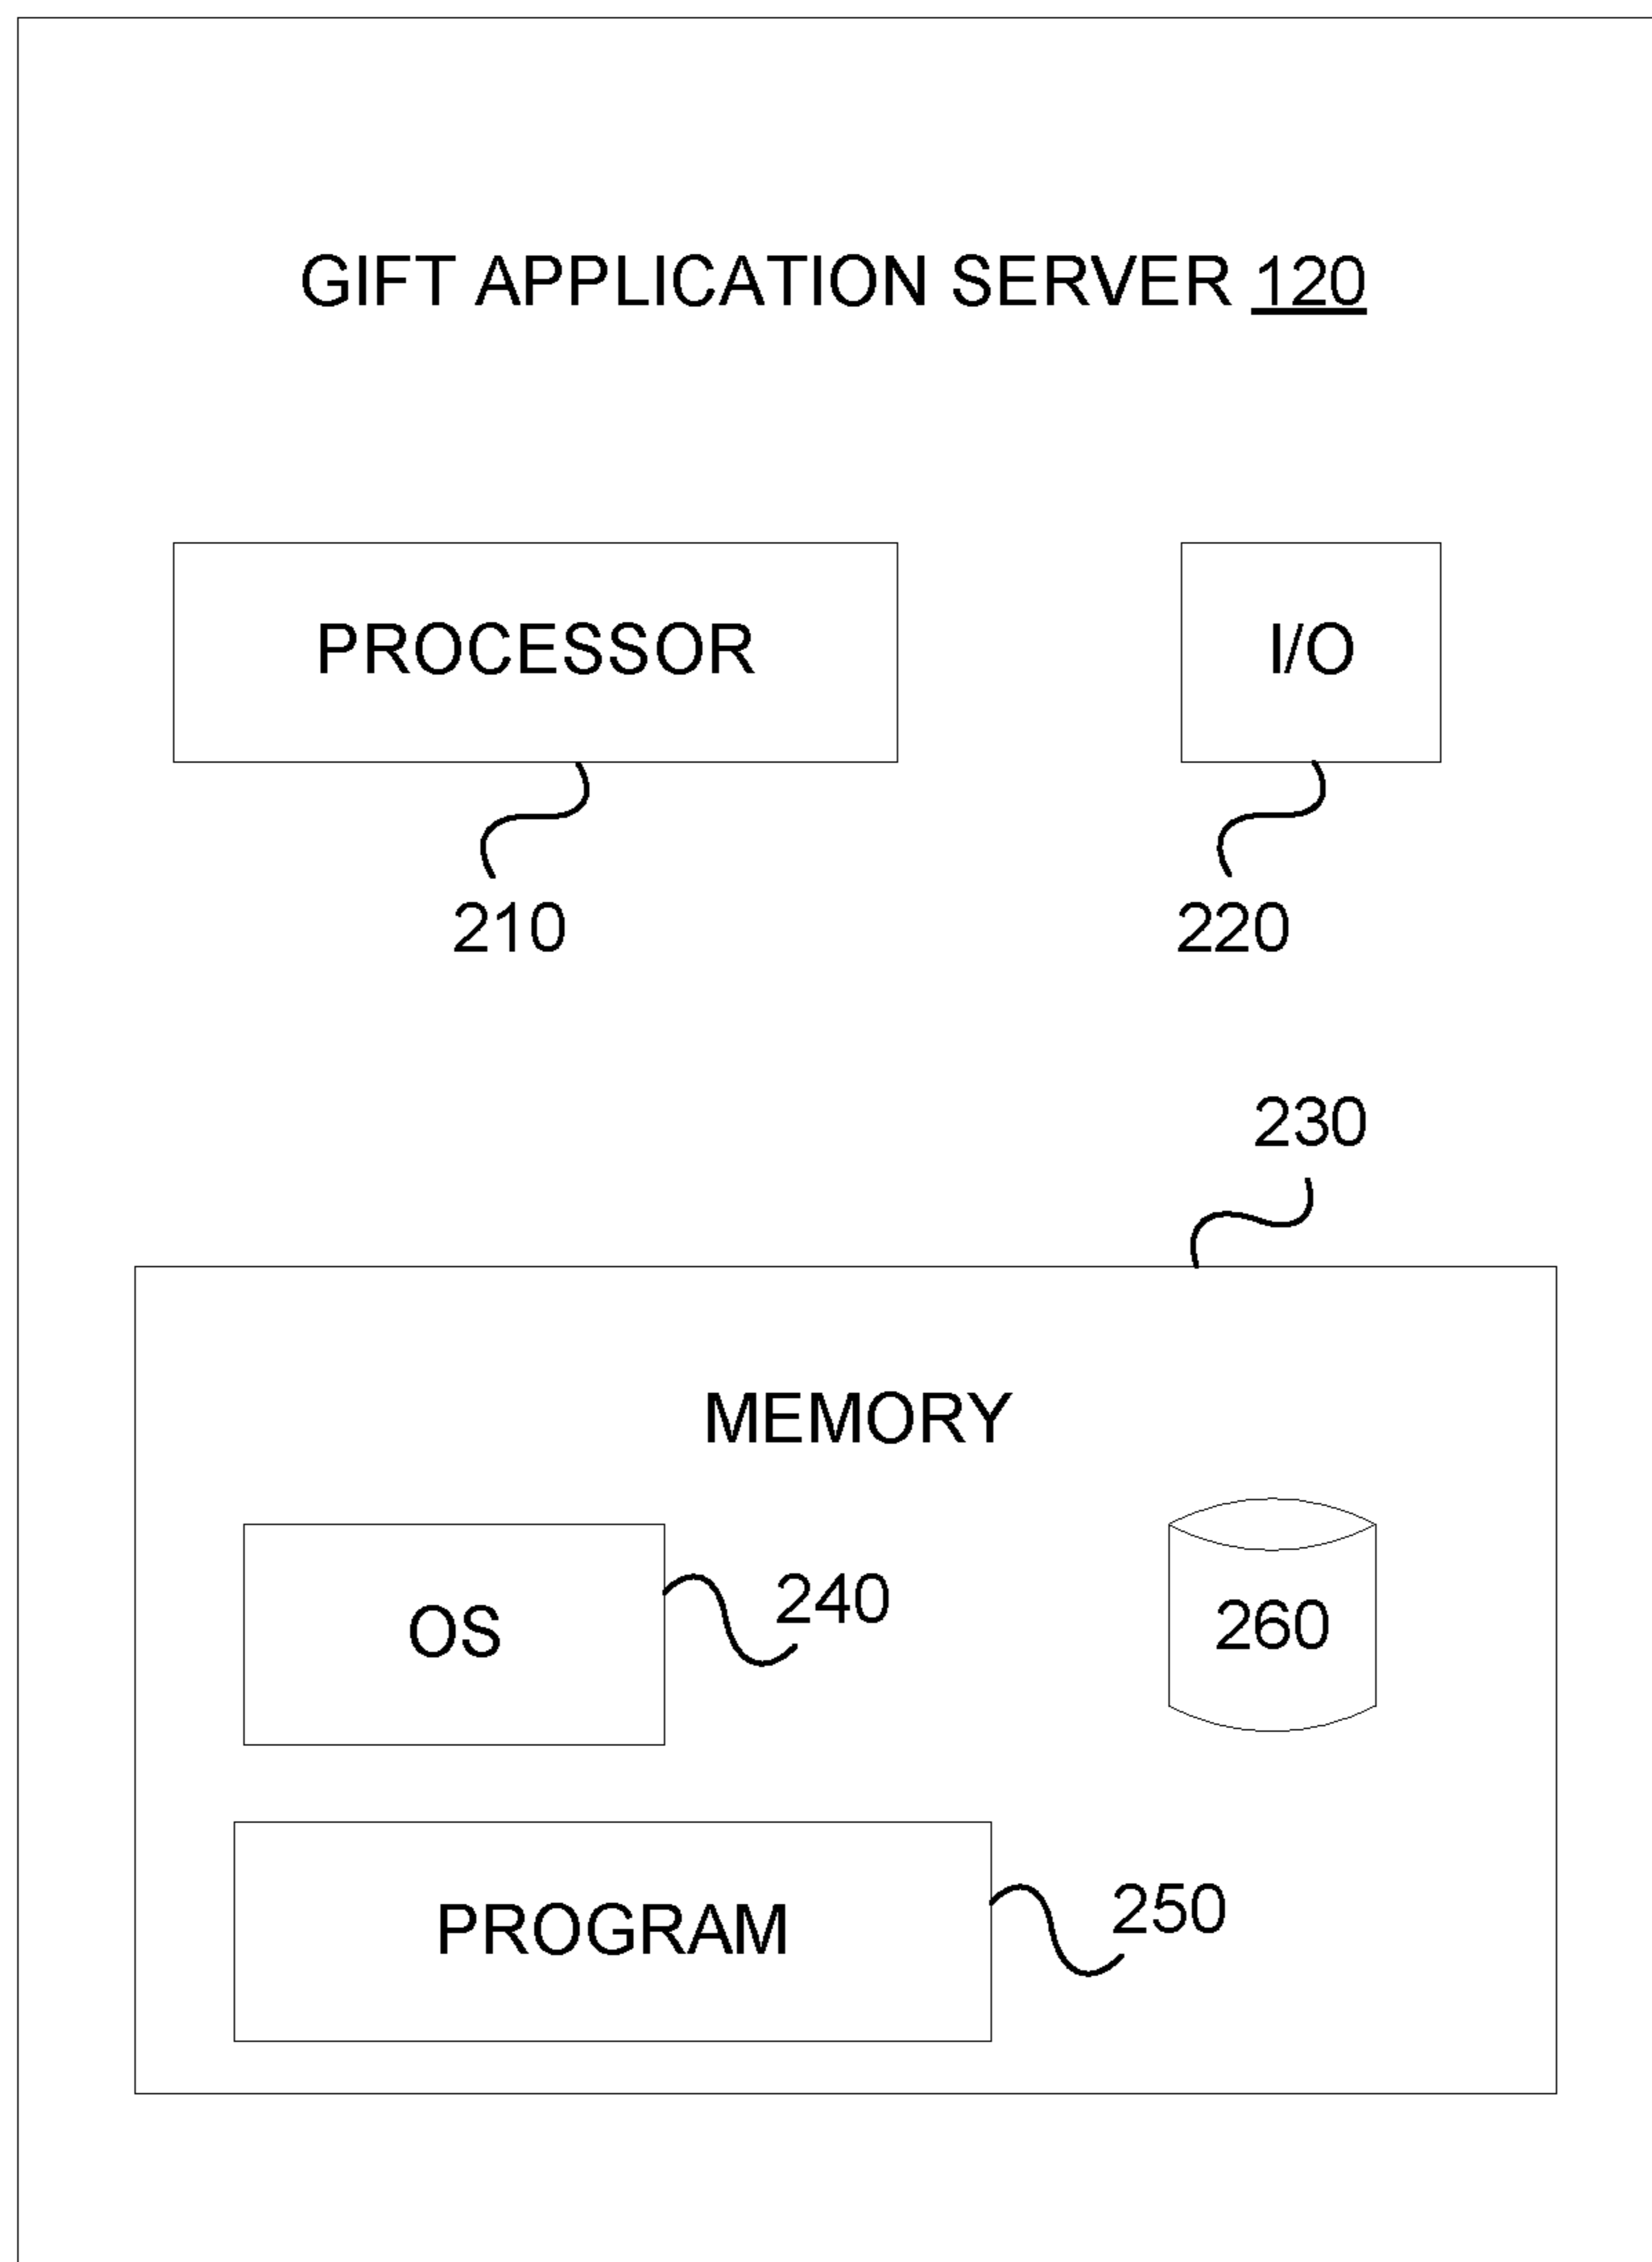 GIFT APPLICATION SERVER 120
PROCESSOR
I/O
210
220
230
MEMORY
OS
240
260
PROGRAM
250